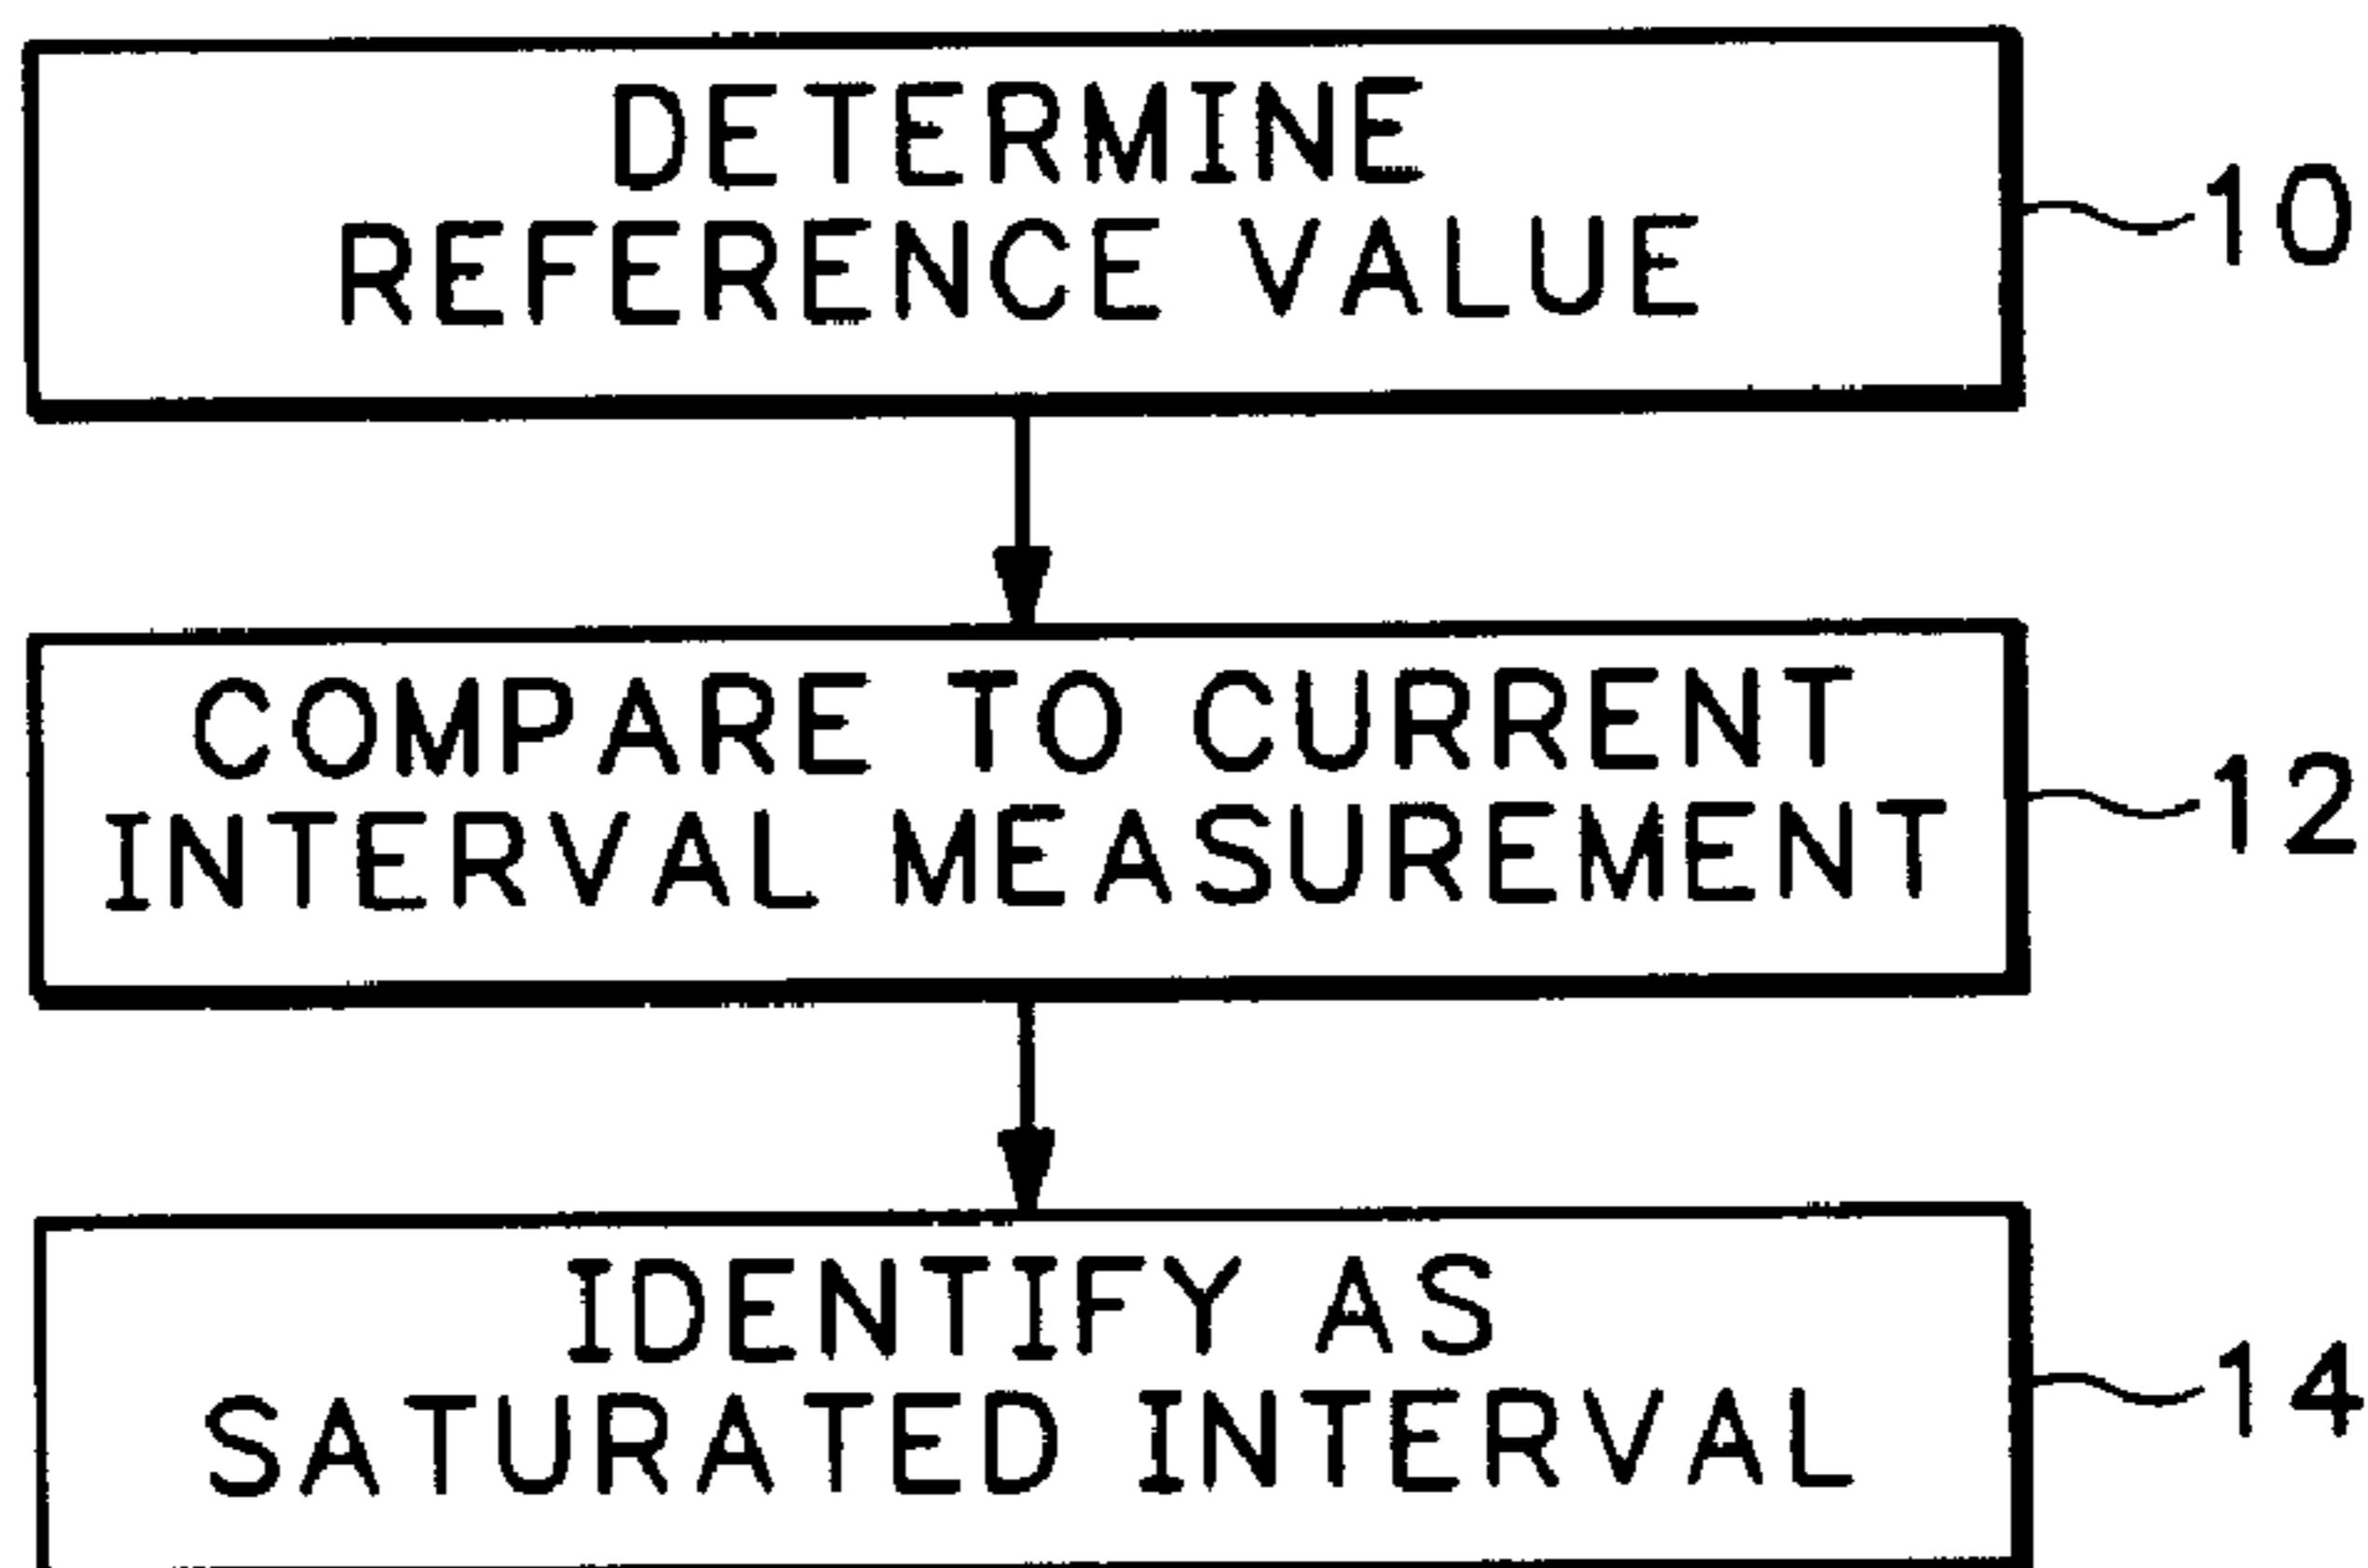 DETERMINE
REFERENCE VALUE
10
COMPARE TO CURRENT
INTERVAL MEASUREMENT
12
IDENTIFY AS
SATURATED INTERVAL
14